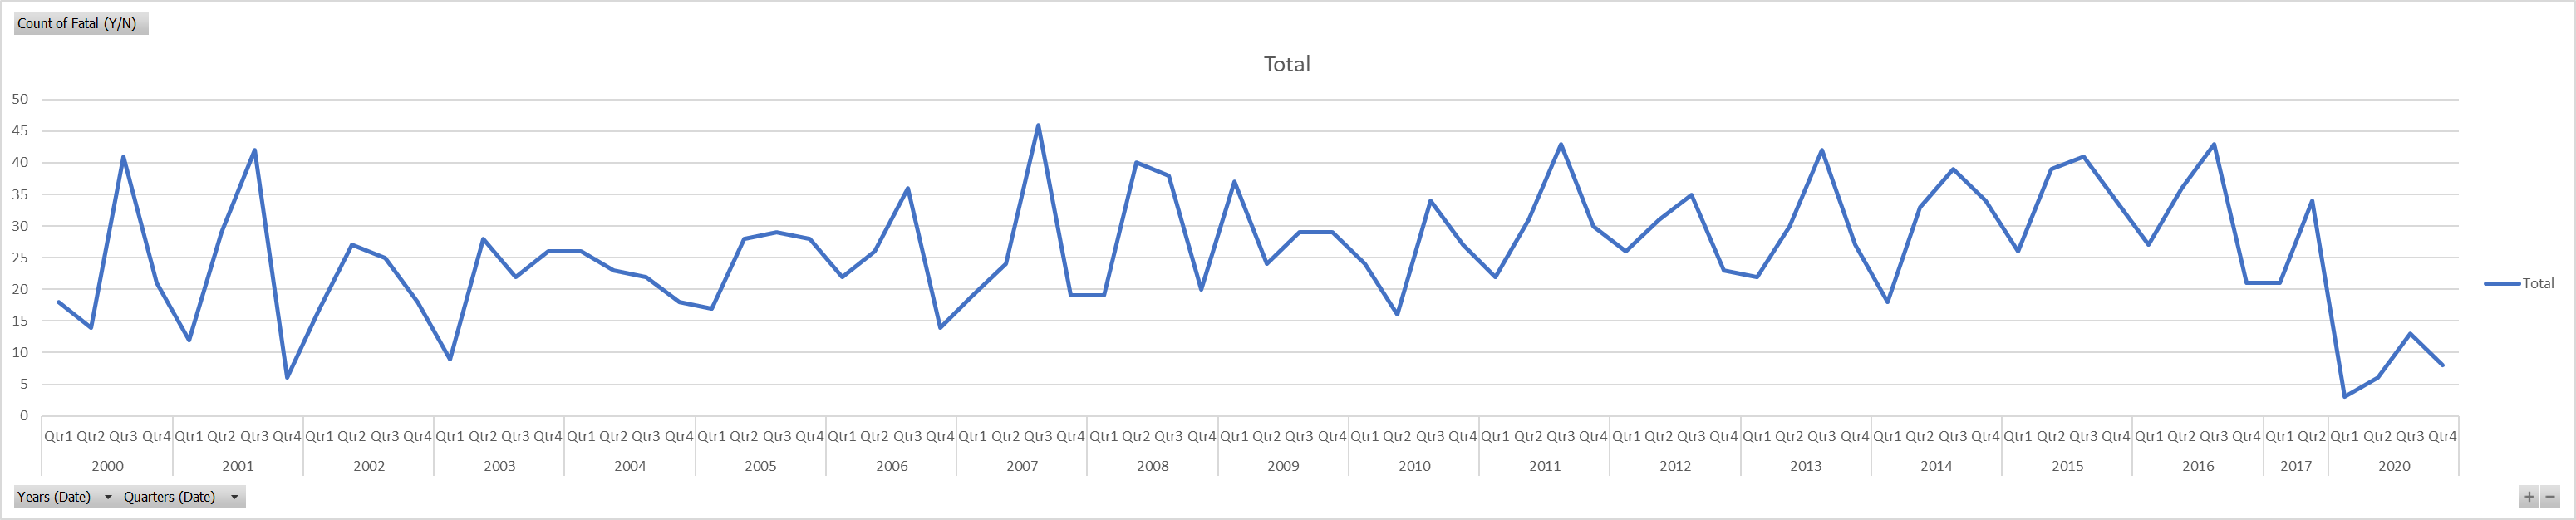 Count of Fatal (Y/N)
Total
50
45
40
35
30
25
20
15
10
5
0
Total
Qtr1 Qtr2 Qtr3 Qtr4 Qtr1 Qtr2 Qtr3 Qtr4 Qtr1 Qtr2 Qtr3 Qtr4 Qtr1 Qtr2 Qtr3 Qtr4 Qtr1 Qtr2 Qtr3 Qtr4 Qtr1 Qtr2 Qtr3 Qtr4 Qtr1 Qtr2 Qtr3 Qtr4 Qtr1 Qtr2 Qtr3 Qtr4 Qtr1 Qtr2 Qtr3 Qtr4 Qtr1 Qtr2 Qtr3 Qtr4 Qtr1 Qtr2 Qtr3 Qtr4 Qtr1 Qtr2 Qtr3 Qtr4 Qtr1 Qtr2 Qtr3 Qtr4 Qtr1 Qtr2 Qtr3 Qtr4 Qtr1 Qtr2 Qtr3 Qtr4 Qtr1 Qtr2 Qtr3 Qtr4 Qtr1 Qtr2 Qtr3 Qtr4 Qtr1 Qtr2 Qtr1 Qtr2 Qtr3 Qtr4
2000 2001 2002 2003 2004 2005 2006 2007 2008 2009 2010 2011 2012 2013 2014 2015 2016 2017 2020
Years (Date) Quarters (Date)
+ −